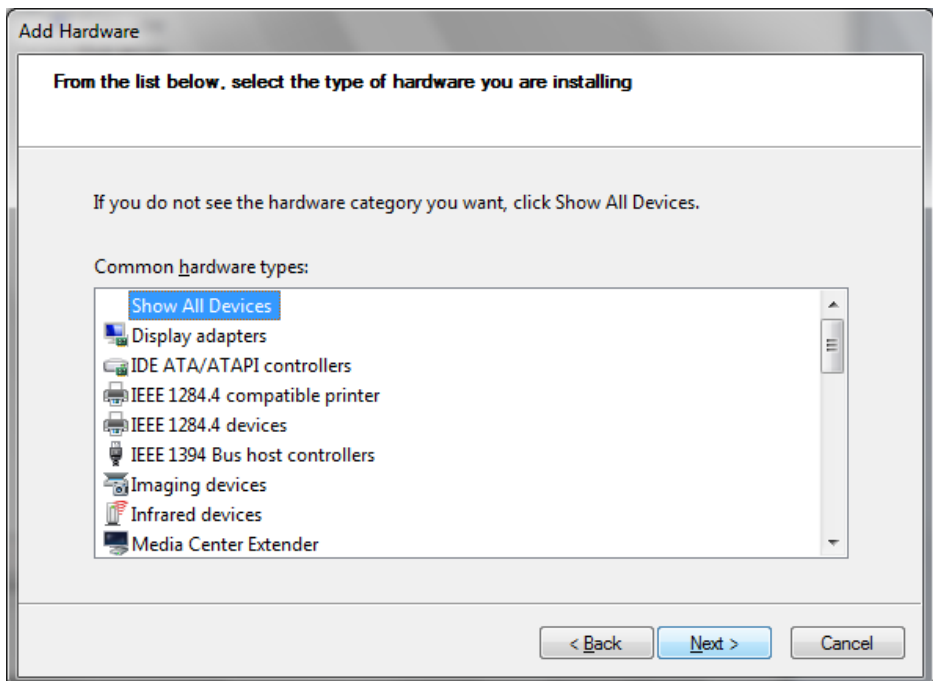 Add Hardware
From the list below, select the type of hardware you are installing
If you do not see the hardware category you want, click Show All Devices.
Common hardware types:
Show All Devices
Display adapters
IDE ATA/ATAPI controllers
IEEE 1284.4 compatible printer
IEEE 1284.4 devices
IEEE 1394 Bus host controllers
Imaging devices
Infrared devices
Media Center Extender
< Back Next > Cancel